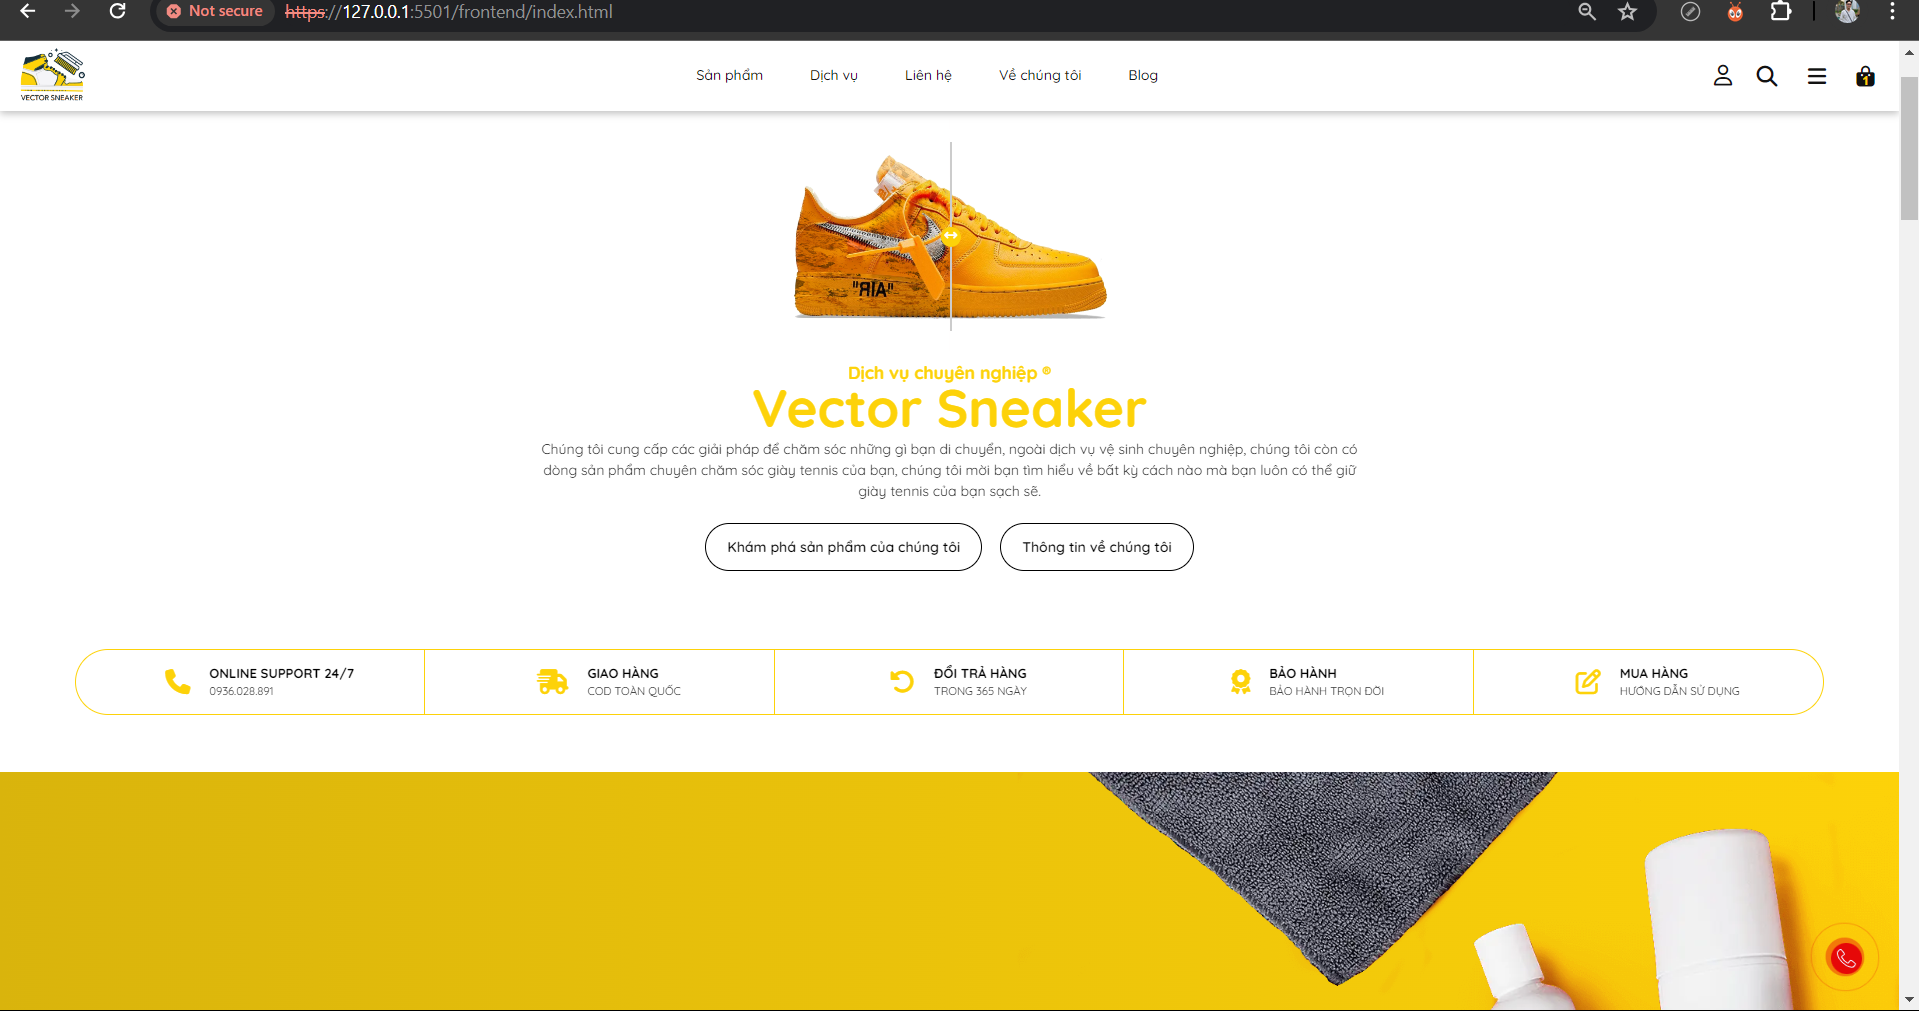 Not secure https://127.0.0.1:5501/frontend/index.html
VECTOR SNEAKER
Sản phẩm Dịch vụ Liên hệ Về chúng tôi Blog
1
"AIR"
Dịch vụ chuyên nghiệp ®
Vector Sneaker
Chúng tôi cung cấp các giải pháp để chăm sóc những gì bạn di chuyển, ngoài dịch vụ vệ sinh chuyên nghiệp, chúng tôi còn có
dòng sản phẩm chuyên chăm sóc giày tennis của bạn, chúng tôi mời bạn tìm hiểu về bất kỳ cách nào mà bạn luôn có thể giữ
giày tennis của bạn sạch sẽ.
Khám phá sản phẩm của chúng tôi
Thông tin về chúng tôi
ONLINE SUPPORT 24/7
0936.028.891
GIAO HÀNG
COD TOÀN QUỐC
ĐỔI TRẢ HÀNG
TRONG 365 NGÀY
BẢO HÀNH
BẢO HÀNH TRỌN ĐỜI
MUA HÀNG
HƯỚNG DẪN SỬ DỤNG